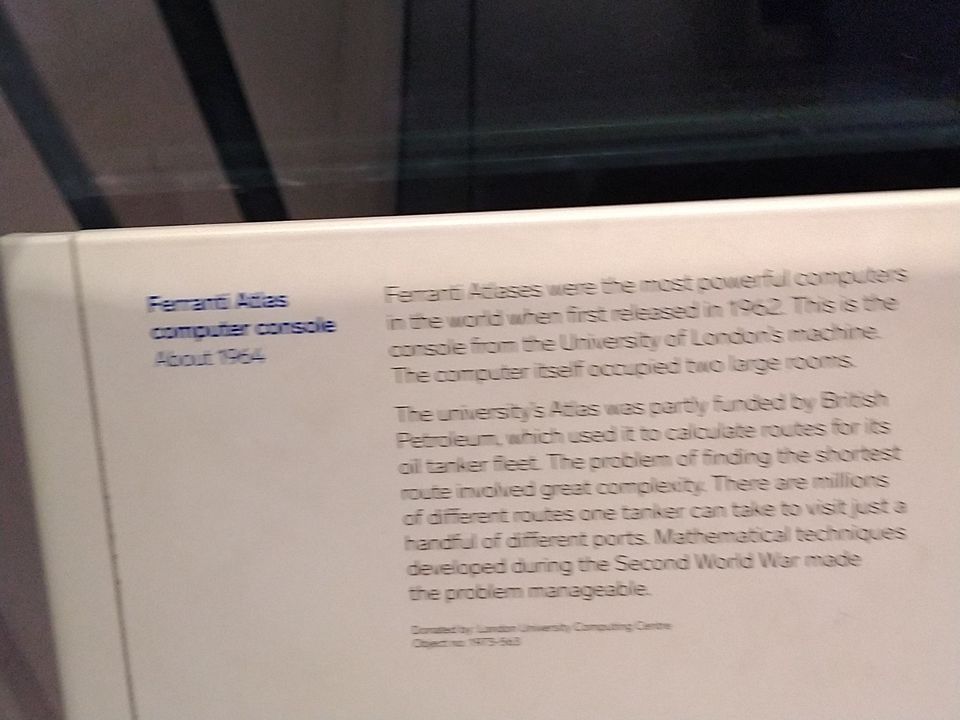 Ferranti Atlas
computer console
About 1964
Ferranti Atlases were the most powerful computers
in the world when first released in 1962. This is the
console from the University of London's machine.
The computer itself occupied two large rooms.
The university's Atlas was partly funded by British
Petroleum, which used it to calculate routes for its
oil tanker fleet. The problem of finding the shortest
route involved great complexity. There are millions
of different routes one tanker can take to visit just a
handful of different ports. Mathematical techniques
developed during the Second World War made
the problem manageable.
Donated by London University Computing Centre
Object no: 1973-563